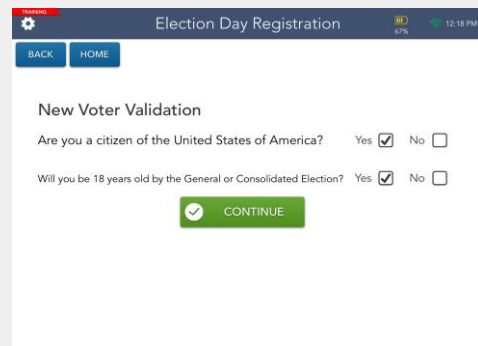 TRAINING
Election Day Registration
67%
12:18 PM
BACK HOME
New Voter Validation
Are you a citizen of the United States of America? Yes No
Will you be 18 years old by the General or Consolidated Election? Yes No
CONTINUE